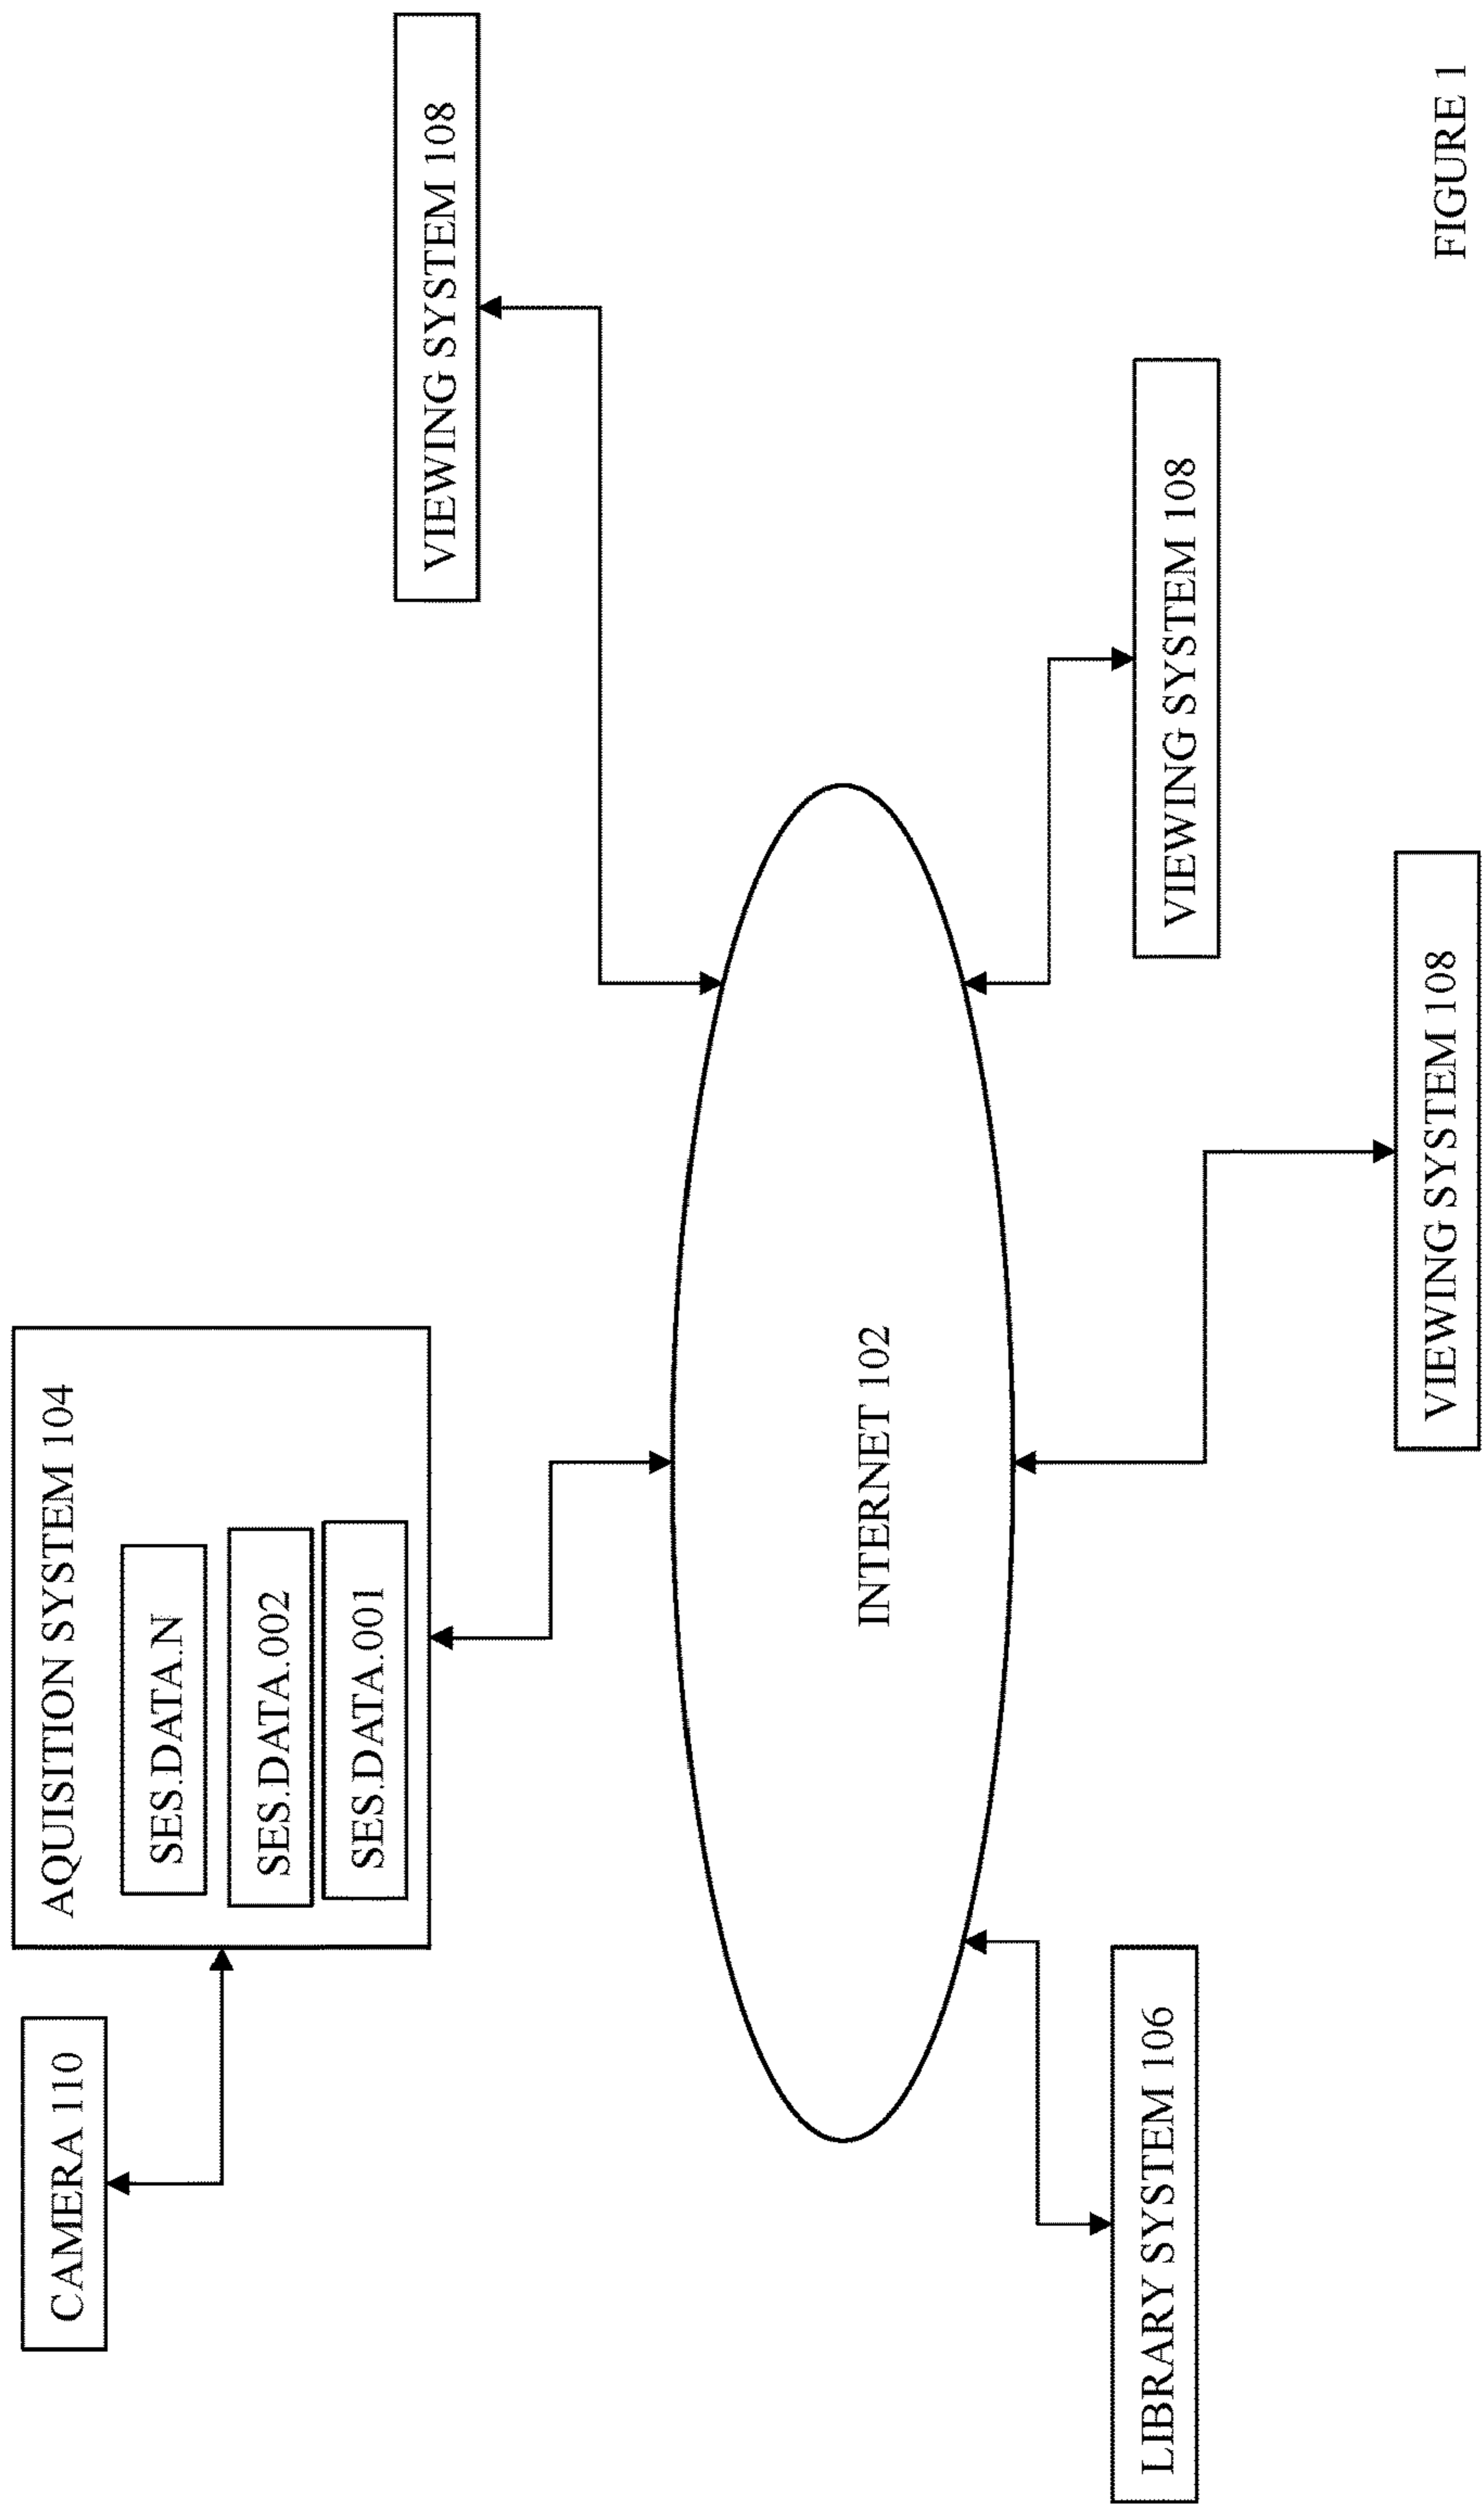 CAMERA 110
AQUISITION SYSTEM 104
SES.DATA.N
SES.DATA.002
SES.DATA.001
VIEWING SYSTEM 108
INTERNET 102
LIBRARY SYSTEM 106
VIEWING SYSTEM 108
VIEWING SYSTEM 108
FIGURE 1